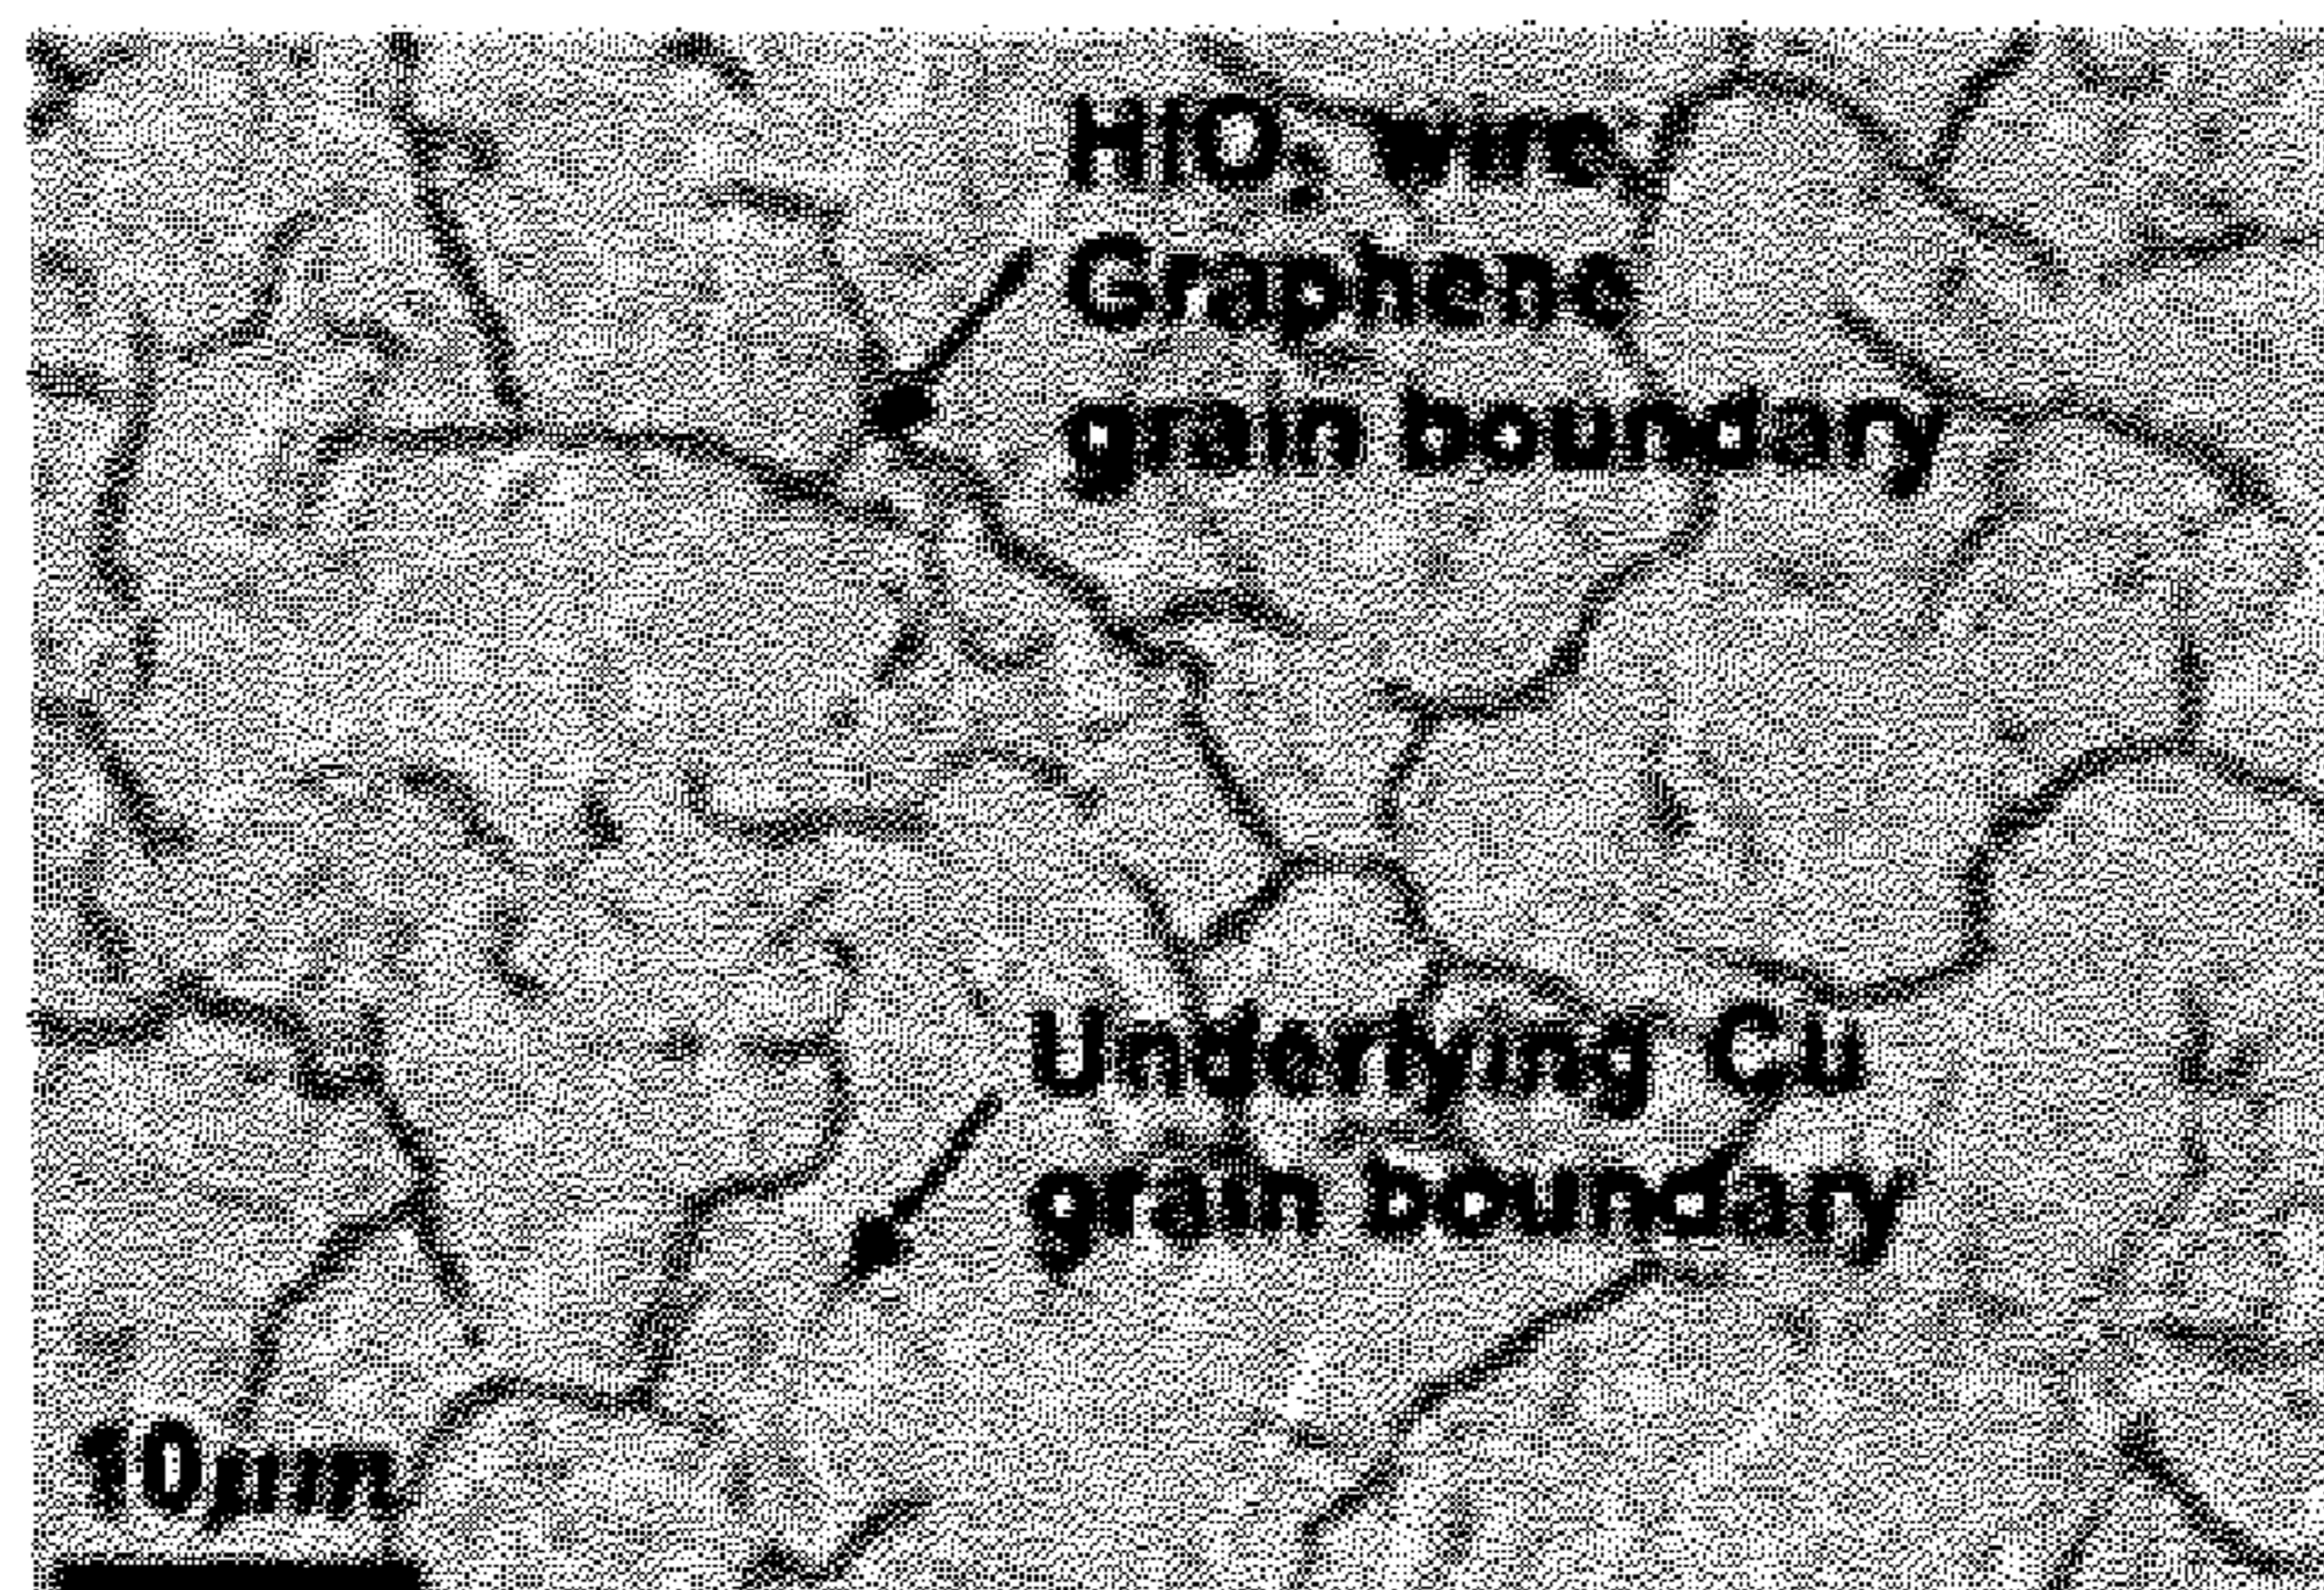 HfO₂ wire
Graphene
grain boundary
Underlying Cu
grain boundary
10µm